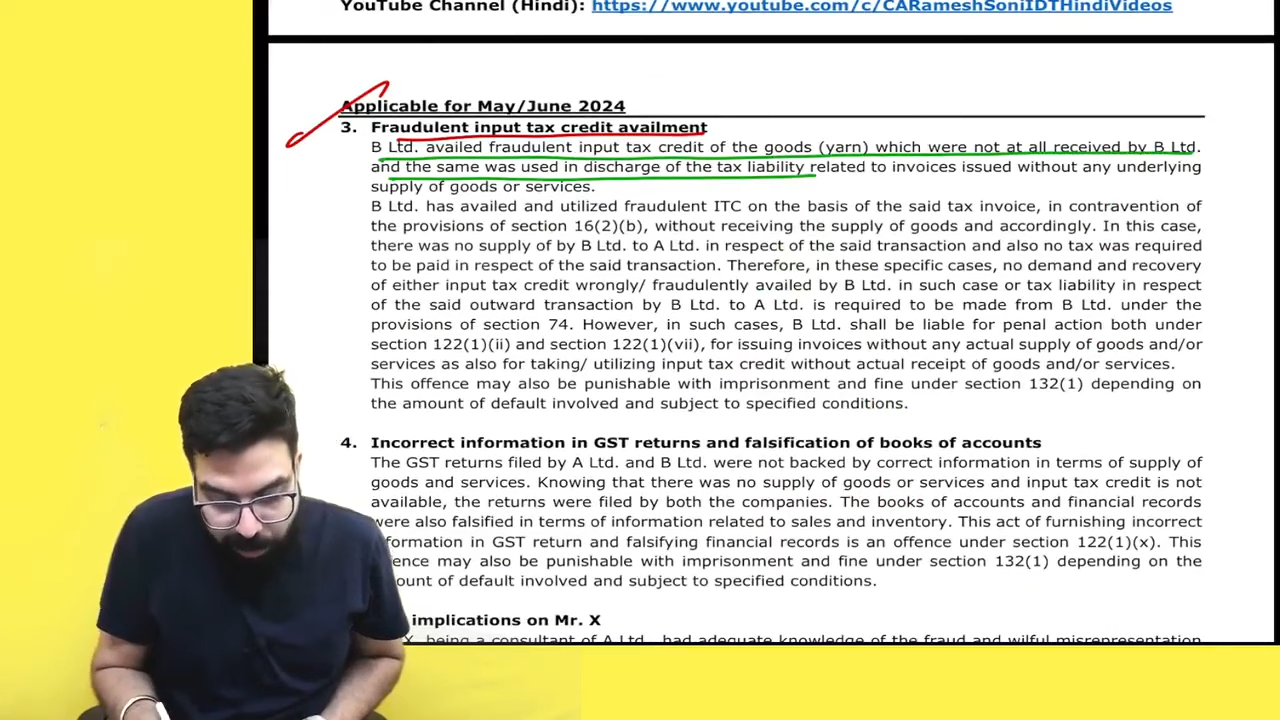 YouTube Channel (Hindi): https://www.youtube.com/c/CARameshSoniIDTHindiVideos
Applicable for May/June 2024
3. Fraudulent input tax credit availment
B Ltd. availed fraudulent input tax credit of the goods (yarn) which were not at all received by B Ltd.
and the same was used in discharge of the tax liability related to invoices issued without any underlying
supply of goods or services.
B Ltd. has availed and utilized fraudulent ITC on the basis of the said tax invoice, in contravention of
the provisions of section 16(2)(b), without receiving the supply of goods and accordingly. In this case,
there was no supply of by B Ltd. to A Ltd. in respect of the said transaction and also no tax was required
to be paid in respect of the said transaction. Therefore, in these specific cases, no demand and recovery
of either input tax credit wrongly/ fraudulently availed by B Ltd. in such case or tax liability in respect
of the said outward transaction by B Ltd. to A Ltd. is required to be made from B Ltd. under the
provisions of section 74. However, in such cases, B Ltd. shall be liable for penal action both under
section 122(1)(ii) and section 122(1)(vii), for issuing invoices without any actual supply of goods and/or
services as also for taking/ utilizing input tax credit without actual receipt of goods and/or services.
This offence may also be punishable with imprisonment and fine under section 132(1) depending on
the amount of default involved and subject to specified conditions.
4. Incorrect information in GST returns and falsification of books of accounts
The GST returns filed by A Ltd. and B Ltd. were not backed by correct information in terms of supply of
goods and services. Knowing that there was no supply of goods or services and input tax credit is not
available, the returns were filed by both the companies. The books of accounts and financial records
were also falsified in terms of information related to sales and inventory. This act of furnishing incorrect
formation in GST return and falsifying financial records is an offence under section 122(1)(x). This
ence may also be punishable with imprisonment and fine under section 132(1) depending on the
ount of default involved and subject to specified conditions.
implications on Mr. X
X, being a consultant of A Ltd., had adequate knowledge of the fraud and wilful misrepresentation